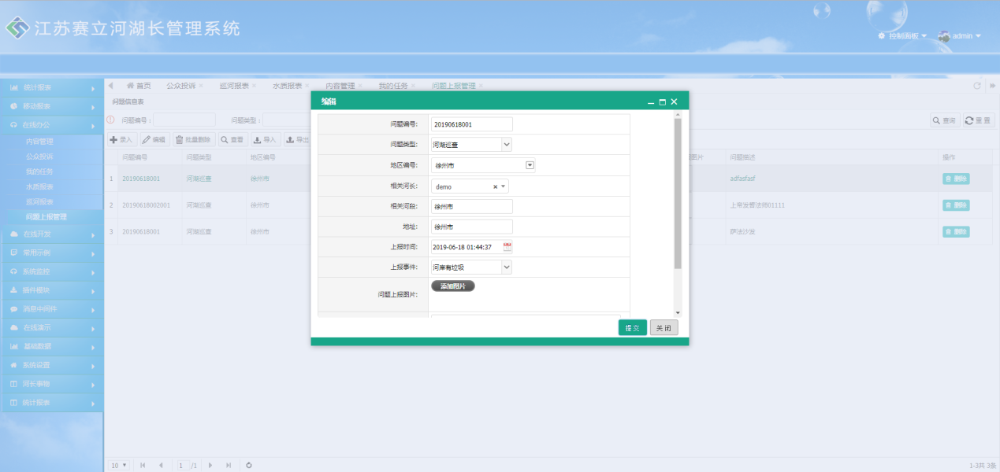 江苏赛立河湖长管理系统
控制面板 admin
统计报表
移动报表
在线办公
内容管理
公众投诉
我的任务
水质报表
巡河报表
问题上报管理
在线开发
常用示例
系统监控
插件模块
消息中间件
在线演示
基础数据
系统设置
河长事物
统计报表
首页 公众投诉 × 巡河报表 × 水质报表 × 内容管理 × 我的任务 × 问题上报管理 ×
问题信息表
问题编号: 问题类型: 查询 重置
录入 编辑 批量删除 查看 导入 导出
问题编号 问题类型 地区编号 图片 问题描述 操作
1 20190618001 河湖巡查 徐州市 adfasfasf 删除
2 20190618002001 河湖巡查 徐州市 上帝发誓法师01111 删除
3 20190618001 河湖巡查 徐州市 萨法沙发 删除
编辑
问题编号: 20190618001
问题类型: 河湖巡查
地区编号: 徐州市
相关河长: demo
相关河段: 徐州市
地址: 徐州市
上报时间: 2019-06-18 01:44:37
上报事件: 河岸有垃圾
问题上报图片: 添加图片
提交 关闭
10 1 /1 1-3共 3条